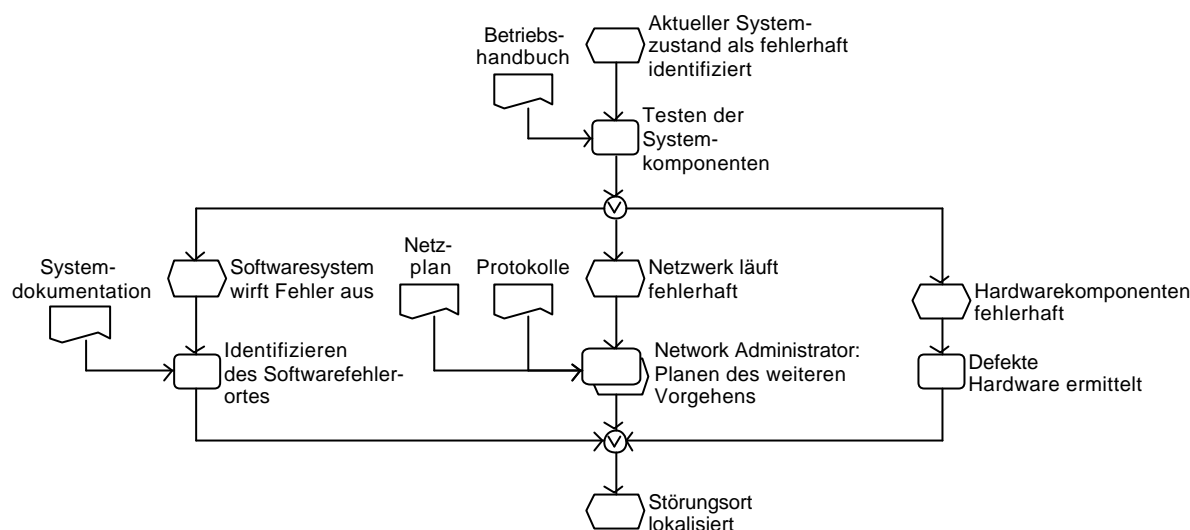 Aktueller System-
zustand als fehlerhaft
identifiziert
Betriebs-
handbuch
Testen der
System-
komponenten
System-
dokumentation
Softwaresystem
wirft Fehler aus
Netz-
plan
Protokolle
Netzwerk läuft
fehlerhaft
Hardwarekomponenten
fehlerhaft
Identifizieren
des Softwarefehler-
ortes
Network Administrator:
Planen des weiteren
Vorgehens
Defekte
Hardware ermittelt
Störungsort
lokalisiert